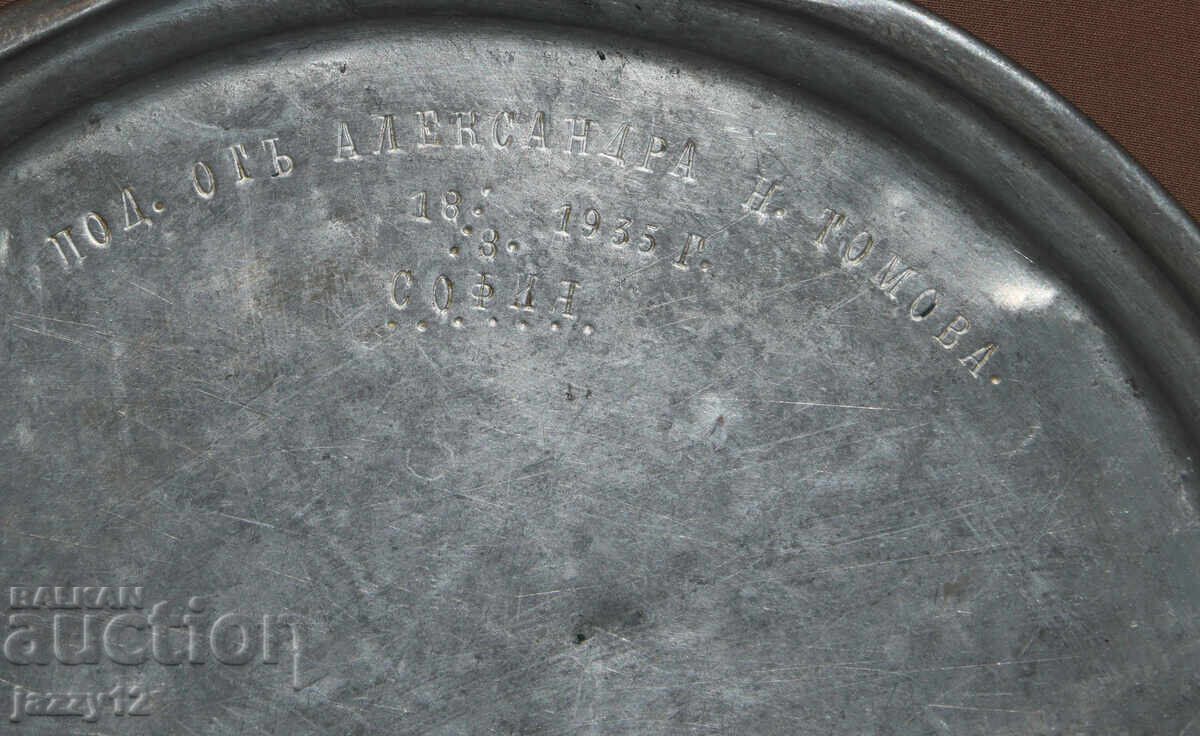 ПОД. ОТЪ АЛЕКСАНДРА Н. ТОМОВА.
18.
8. 1935 Г.
СОФИЯ.
BALKAN
auction
jazzy12